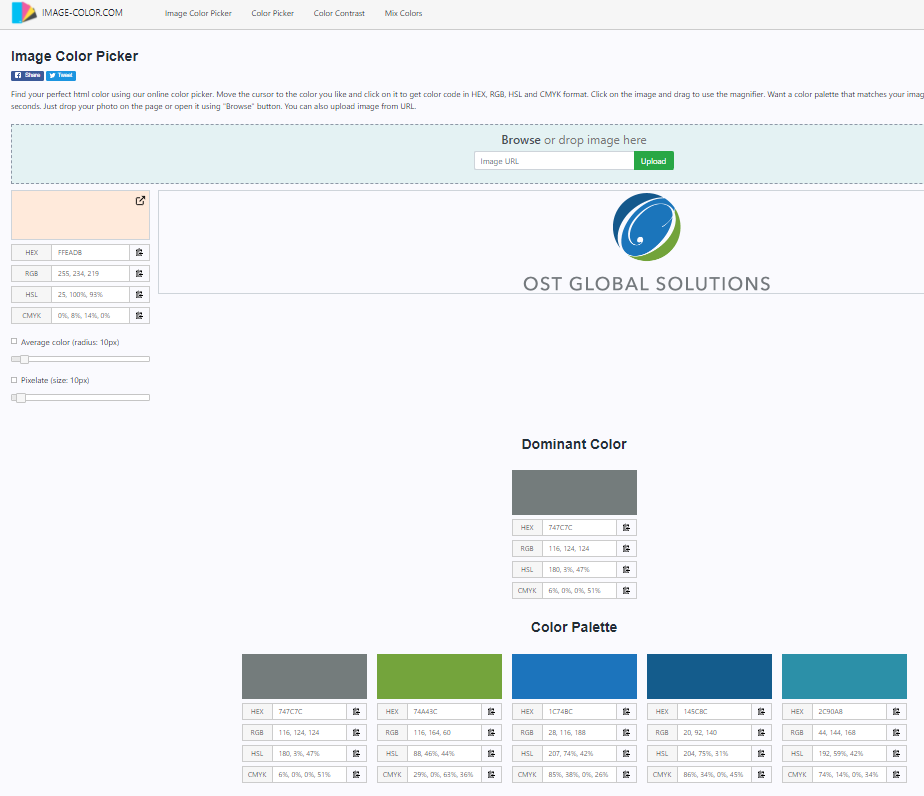 IMAGE-COLOR.COM
Image Color Picker Color Picker Color Contrast Mix Colors
Image Color Picker
Share Tweet
Find your perfect html color using our online color picker. Move the cursor to the color you like and click on it to get color code in HEX, RGB, HSL and CMYK format. Click on the image and drag to use the magnifier. Want a color palette that matches your imag
seconds. Just drop your photo on the page or open it using "Browse" button. You can also upload image from URL.
Browse or drop image here
Image URL Upload
HEX FFEADB
RGB 255, 234, 219
HSL 25, 100%, 93%
CMYK 0%, 8%, 14%, 0%
Average color (radius: 10px)
Pixelate (size: 10px)
OST GLOBAL SOLUTIONS
Dominant Color
HEX 747C7C
RGB 116, 124, 124
HSL 180, 3%, 47%
CMYK 6%, 0%, 0%, 51%
Color Palette
HEX 747C7C HEX 74A43C HEX 1C74BC HEX 145C8C HEX 2C90A8
RGB 116, 124, 124 RGB 116, 164, 60 RGB 28, 116, 188 RGB 20, 92, 140 RGB 44, 144, 168
HSL 180, 3%, 47% HSL 88, 46%, 44% HSL 207, 74%, 42% HSL 204, 75%, 31% HSL 192, 59%, 42%
CMYK 6%, 0%, 0%, 51% CMYK 29%, 0%, 63%, 36% CMYK 85%, 38%, 0%, 26% CMYK 86%, 34%, 0%, 45% CMYK 74%, 14%, 0%, 34%